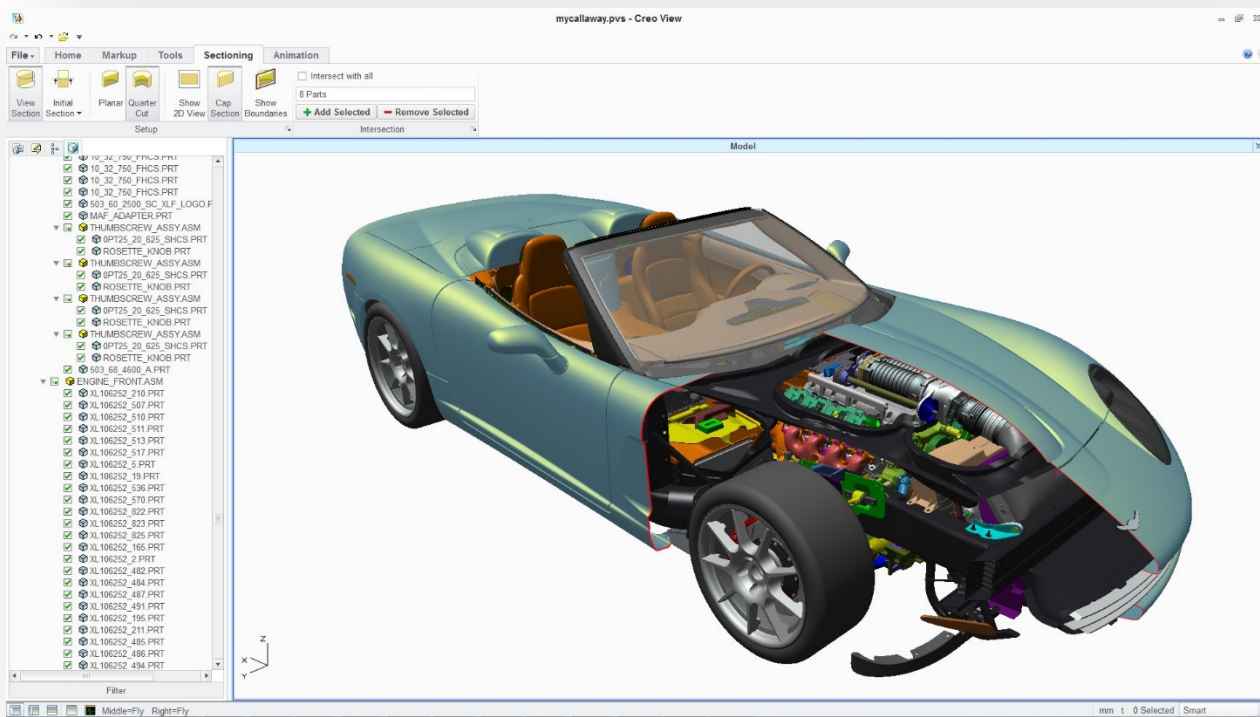 mycallaway.pvs - Creo View
File Home Markup Tools Sectioning Animation
View Section
Initial Section
Planar
Quarter Cut
Show 2D View
Cap Section
Show Boundaries
Intersect with all
8 Parts
Add Selected Remove Selected
Setup Intersection
Model
10_32_750_FHCS.PRT
10_32_750_FHCS.PRT
10_32_750_FHCS.PRT
10_32_750_FHCS.PRT
503_60_2500_SC_XLF_LOGO.F
MAF_ADAPTER.PRT
THUMBSCREW_ASSY.ASM
0PT25_20_625_SHCS.PRT
ROSETTE_KNOB.PRT
THUMBSCREW_ASSY.ASM
0PT25_20_625_SHCS.PRT
ROSETTE_KNOB.PRT
THUMBSCREW_ASSY.ASM
0PT25_20_625_SHCS.PRT
ROSETTE_KNOB.PRT
THUMBSCREW_ASSY.ASM
0PT25_20_625_SHCS.PRT
ROSETTE_KNOB.PRT
503_68_4600_A.PRT
ENGINE_FRONT.ASM
XL106252_210.PRT
XL106252_507.PRT
XL106252_510.PRT
XL106252_511.PRT
XL106252_513.PRT
XL106252_517.PRT
XL106252_5.PRT
XL106252_19.PRT
XL106252_536.PRT
XL106252_570.PRT
XL106252_822.PRT
XL106252_823.PRT
XL106252_825.PRT
XL106252_165.PRT
XL106252_2.PRT
XL106252_482.PRT
XL106252_484.PRT
XL106252_487.PRT
XL106252_491.PRT
XL106252_195.PRT
XL106252_211.PRT
XL106252_485.PRT
XL106252_486.PRT
XL106252_494.PRT
Z
X
Y
Filter
Middle=Fly Right=Fly
mm t 0 Selected Smart